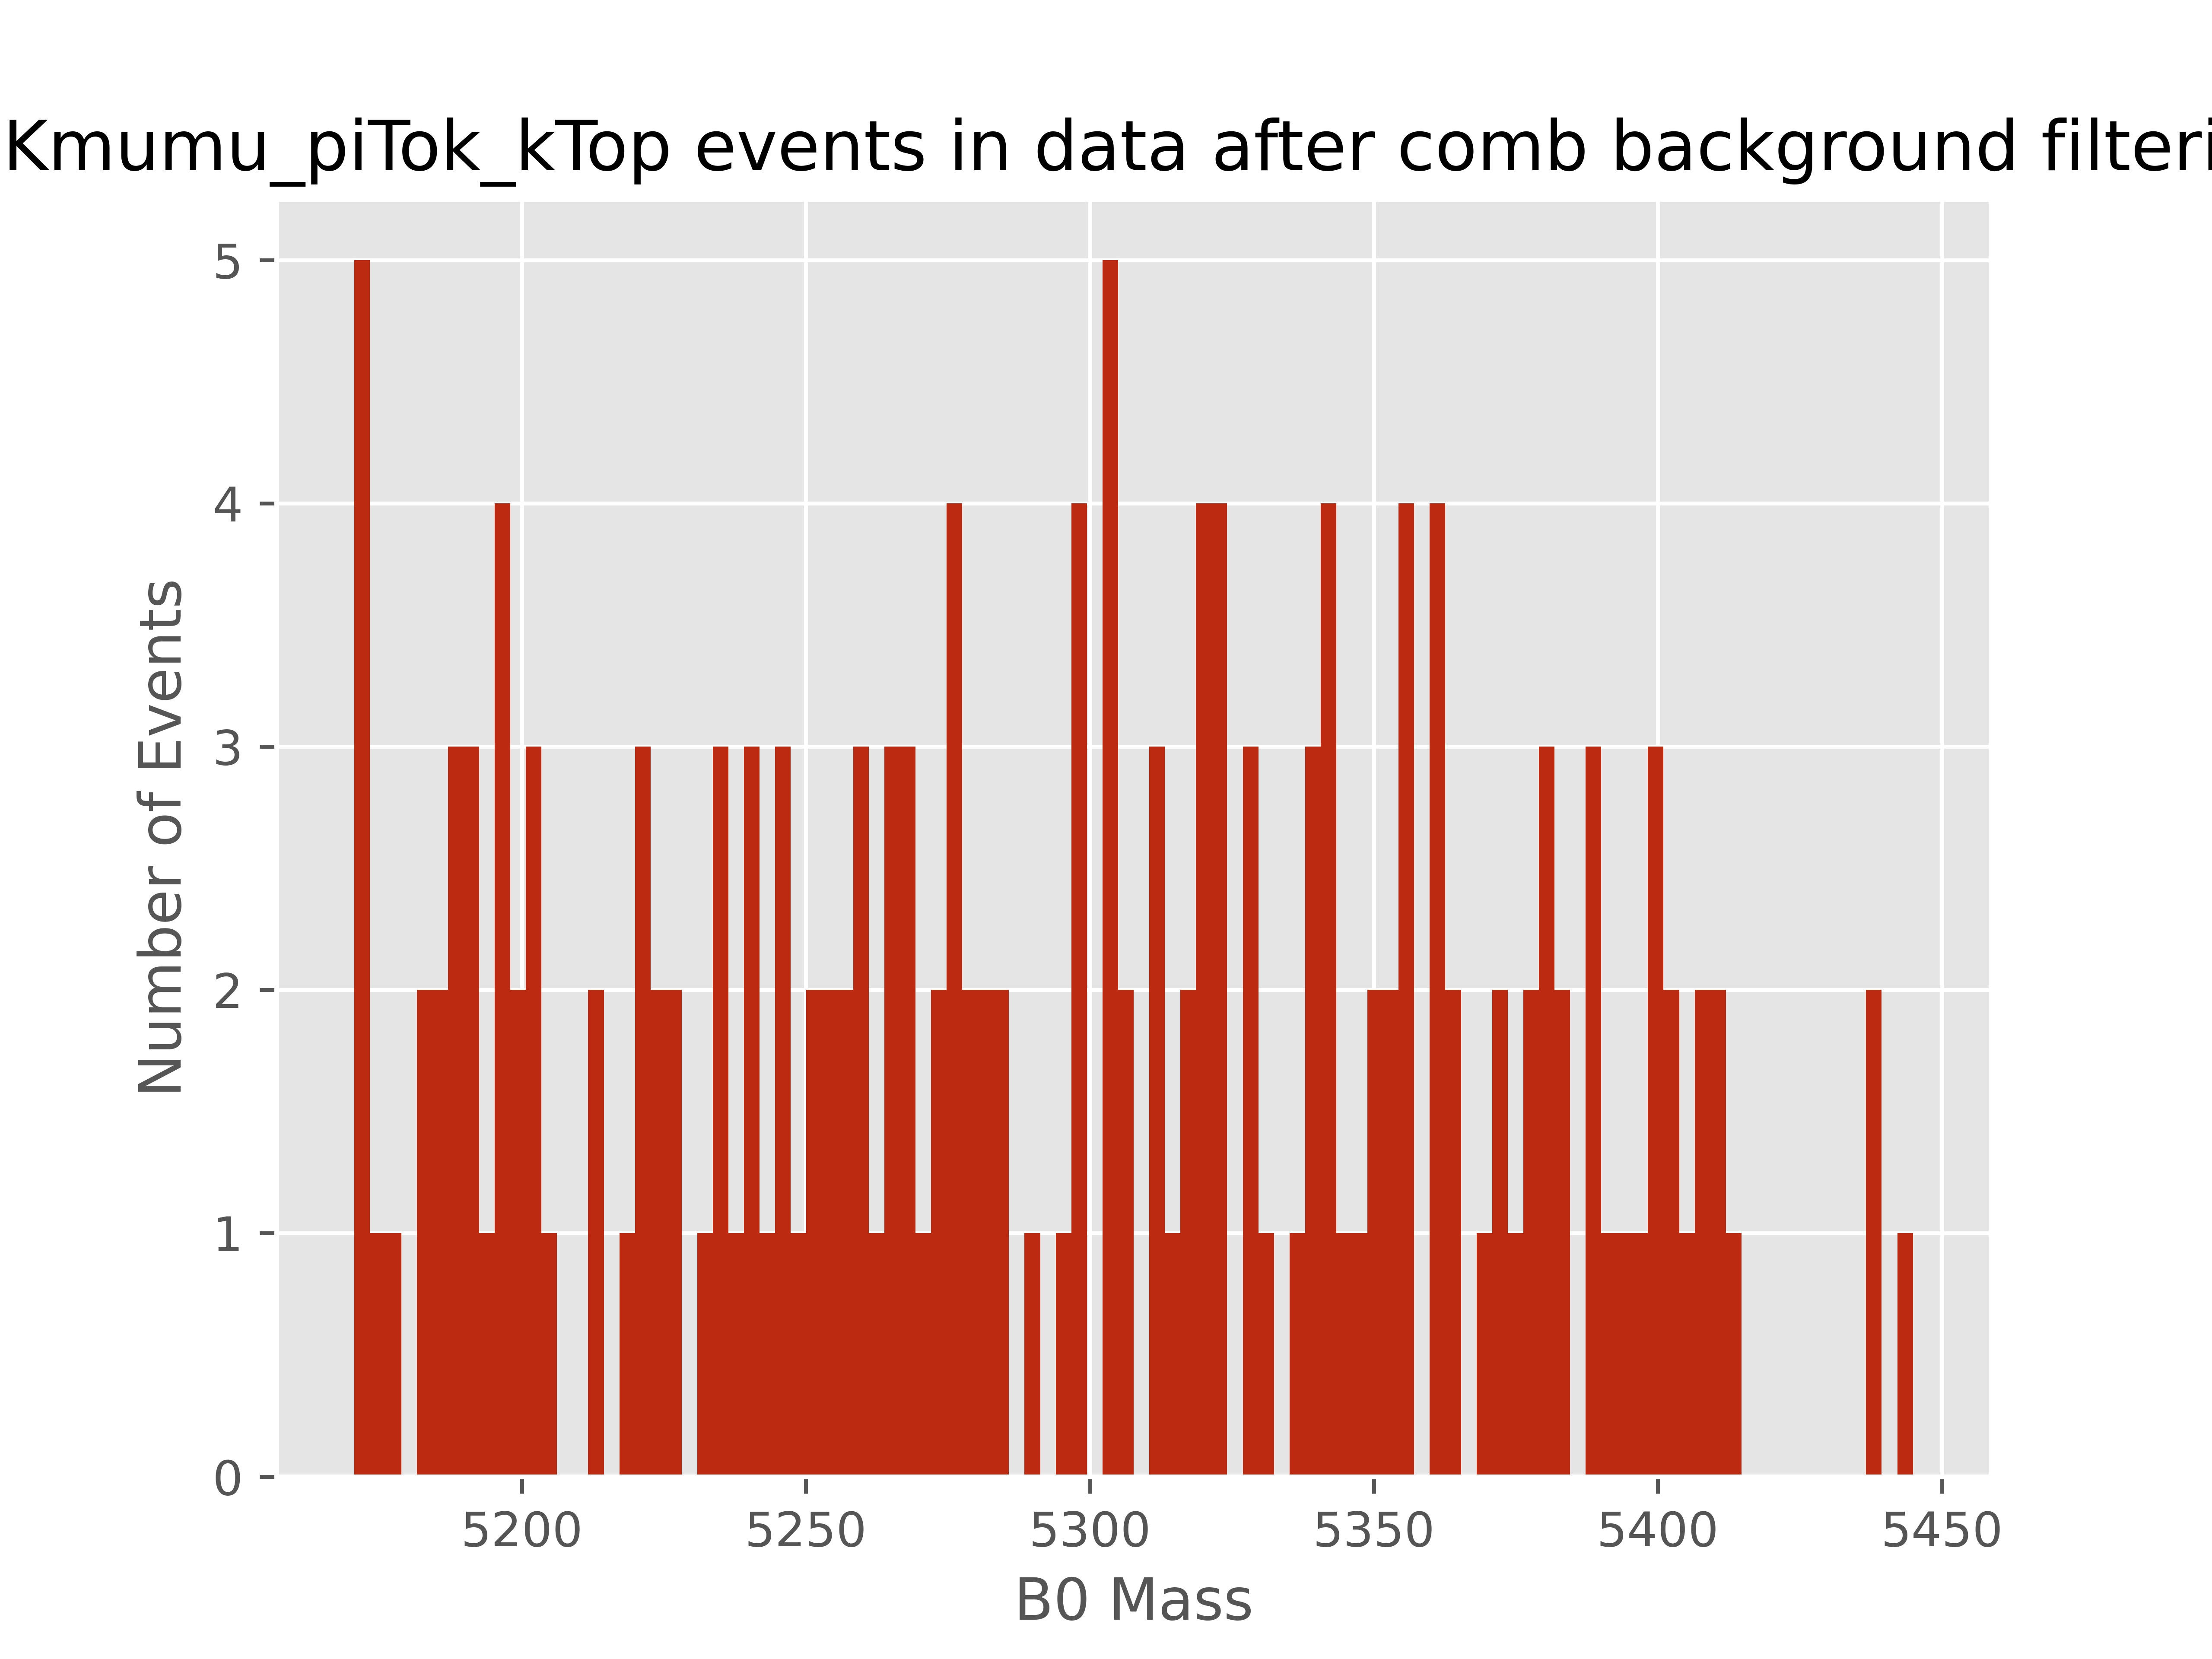 Kmumu_piTok_kTop events in data after comb background filteri
5
4
3
2
1
0
Number of Events
5200 5250 5300 5350 5400 5450
B0 Mass